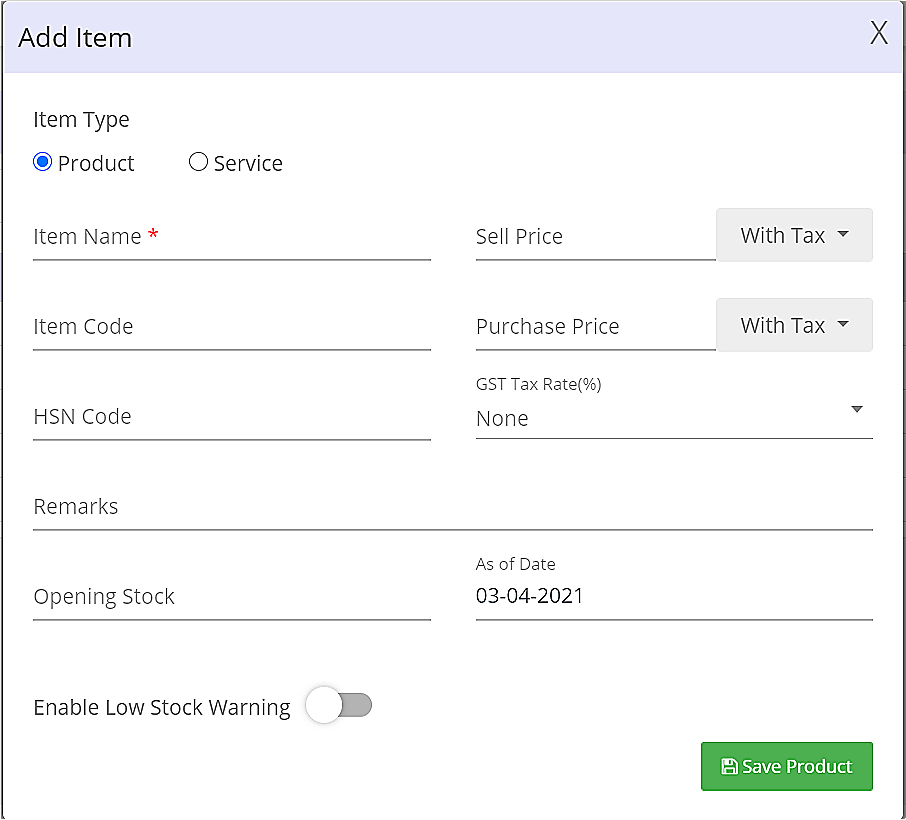 Add Item X
Item Type
Product Service
Item Name * Sell Price With Tax
Item Code Purchase Price With Tax
GST Tax Rate(%)
HSN Code None
Remarks
As of Date
Opening Stock 03-04-2021
Enable Low Stock Warning
Save Product